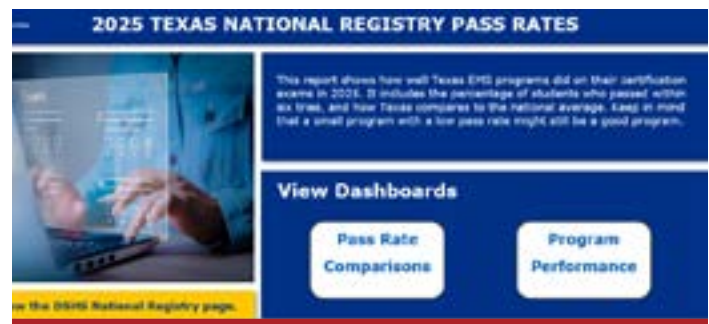 2025 TEXAS NATIONAL REGISTRY PASS RATES
This report shows how well Texas EMS programs did on their certification
exams in 2025. It includes the percentage of students who passed within
six tries, and how Texas compares to the national average. Keep in mind
that a small program with a low pass rate might still be a good program.
View Dashboards
Pass Rate
Comparisons
Program
Performance
the DSHS National Registry page.